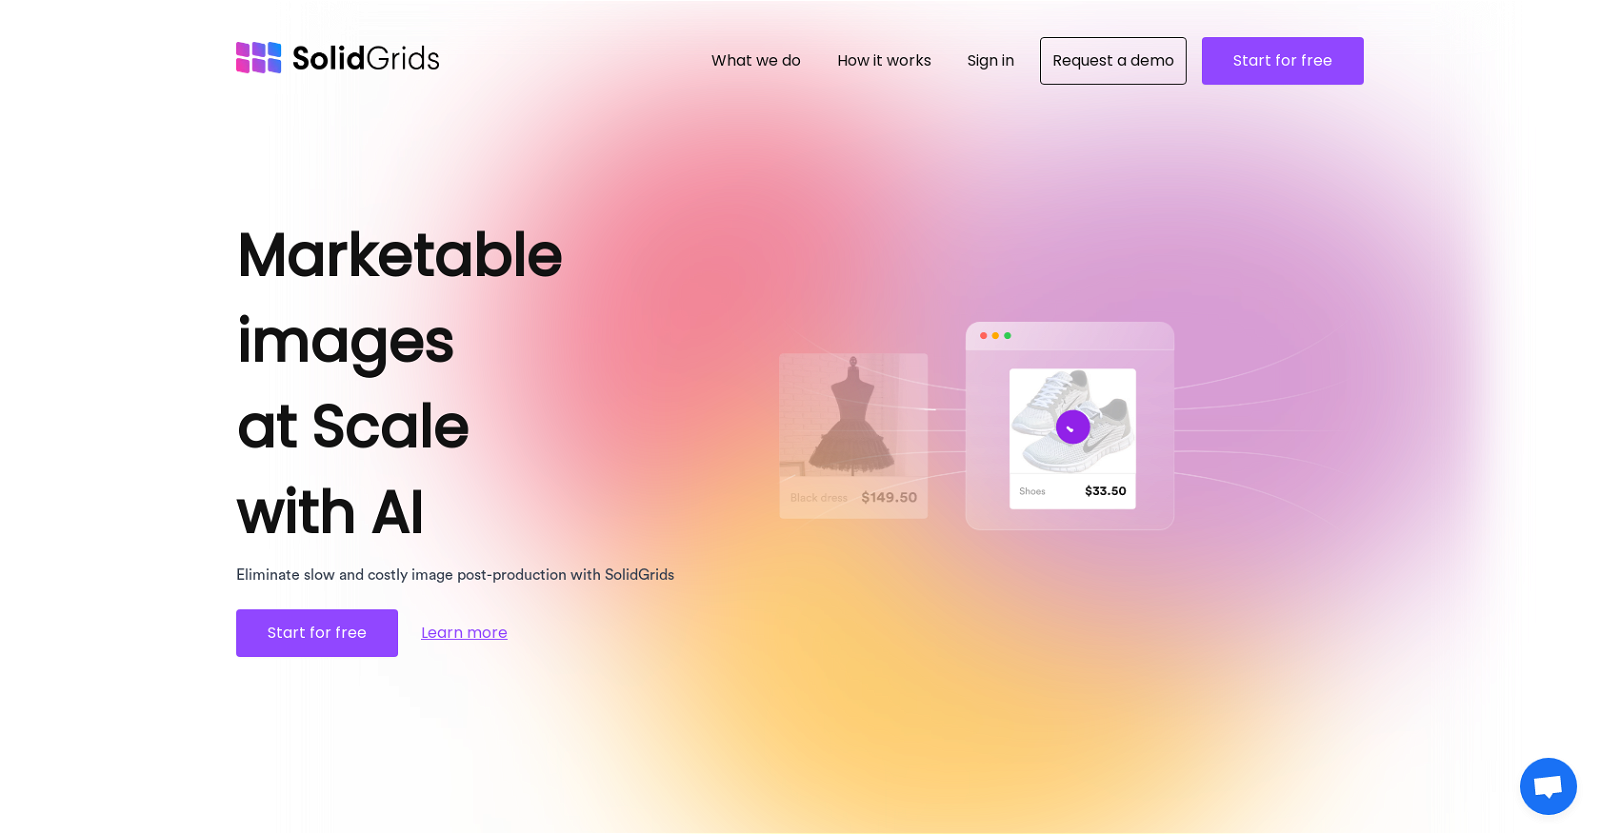 SolidGrids
What we do
How it works
Sign in
Request a demo
Start for free
Marketable
images
at Scale
with AI
Eliminate slow and costly image post-production with SolidGrids
Start for free
Learn more
Black dress $149.50
Shoes $33.50